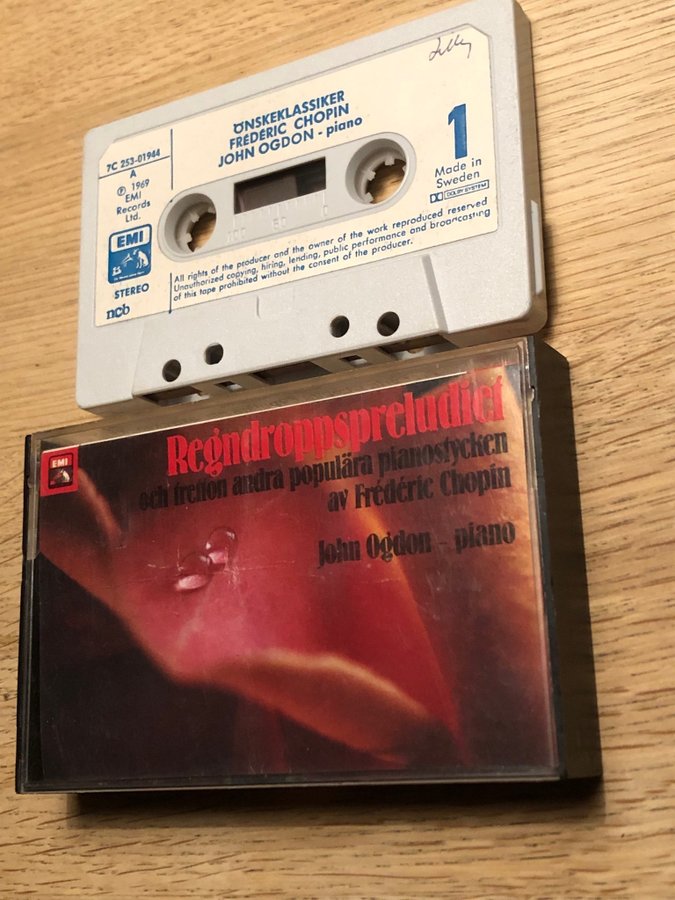 ÖNSKEKLASSIKER
FRÉDÉRIC CHOPIN
JOHN OGDON - piano
7C 253-01944
A
℗ 1969
EMI
Records
Ltd.
EMI
STEREO
ncb
1
Made in
Sweden
DOLBY SYSTEM
100 50 0
All rights of the producer and the owner of the work reproduced reserved
Unauthorized copying, hiring, lending, public performance and broadcasting
of this tape prohibited without the consent of the producer.
EMI
Regndroppspreludiet
och tretton andra populära pianostycken
av Frédéric Chopin
John Ogdon - piano